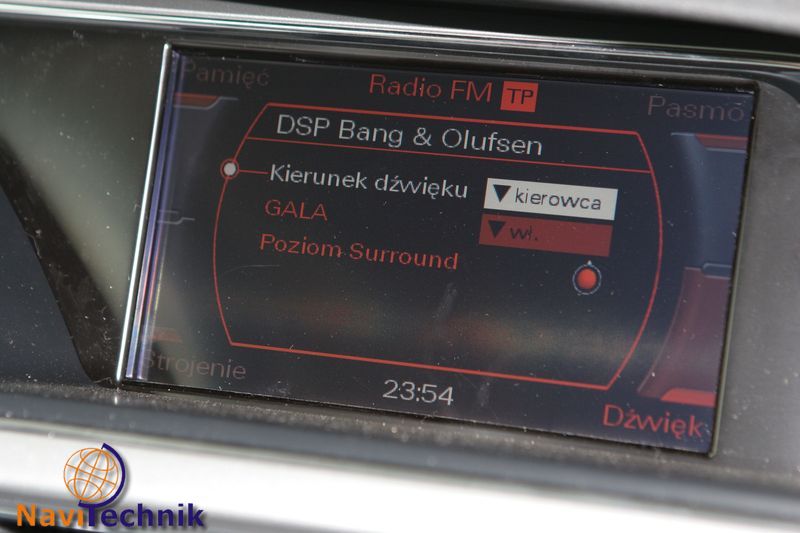 Pamięć
Radio FM TP
Pasmo
DSP Bang & Olufsen
Kierunek dźwięku ▼ kierowca
GALA ▼ wł.
Poziom Surround
Strojenie
23:54
Dźwięk
NaviTechnik